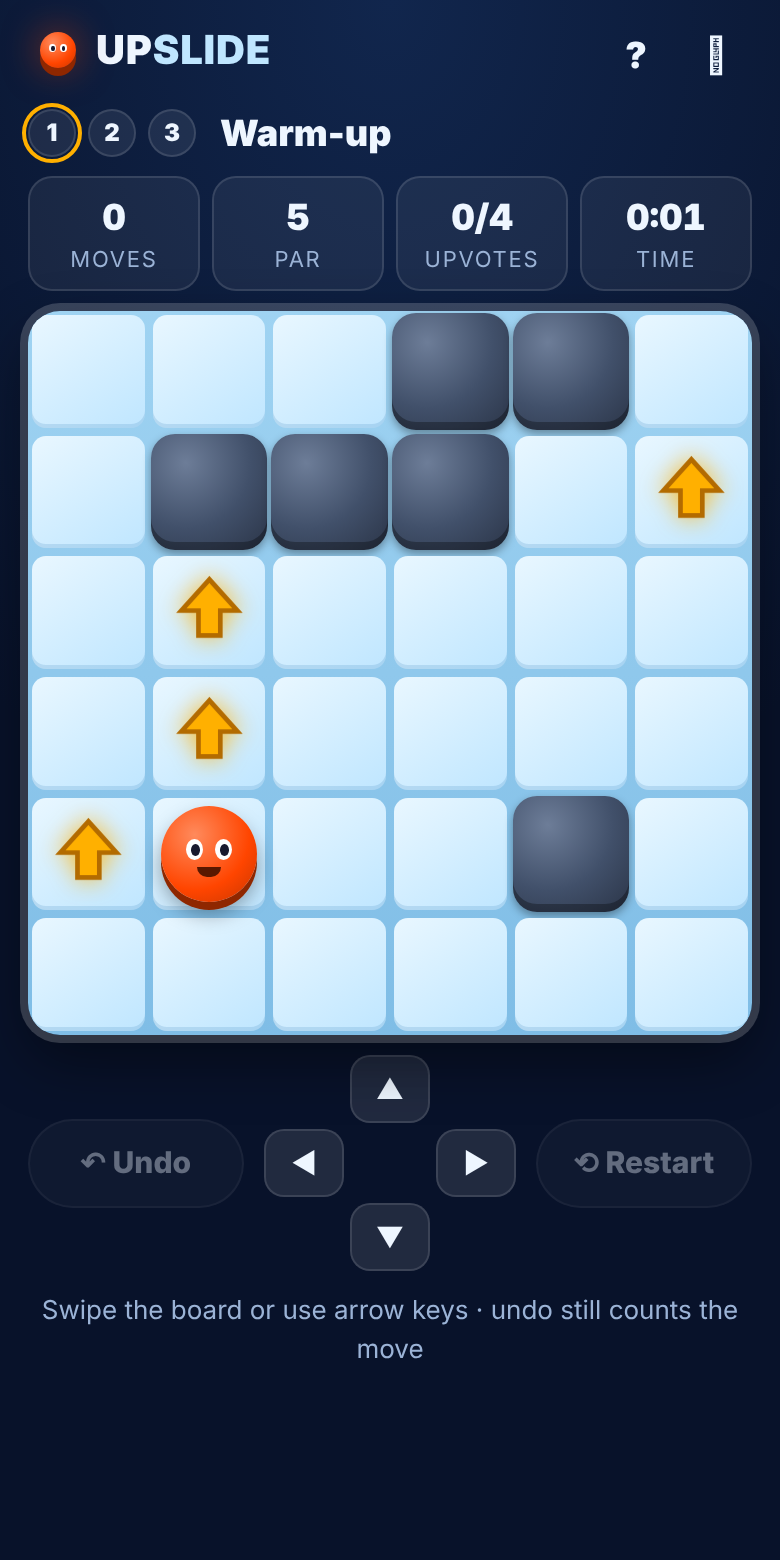 UPSLIDE
?
1 2 3 Warm-up
0 5 0/4 0:01
MOVES PAR UPVOTES TIME
↶ Undo
⟲ Restart
Swipe the board or use arrow keys · undo still counts the
move